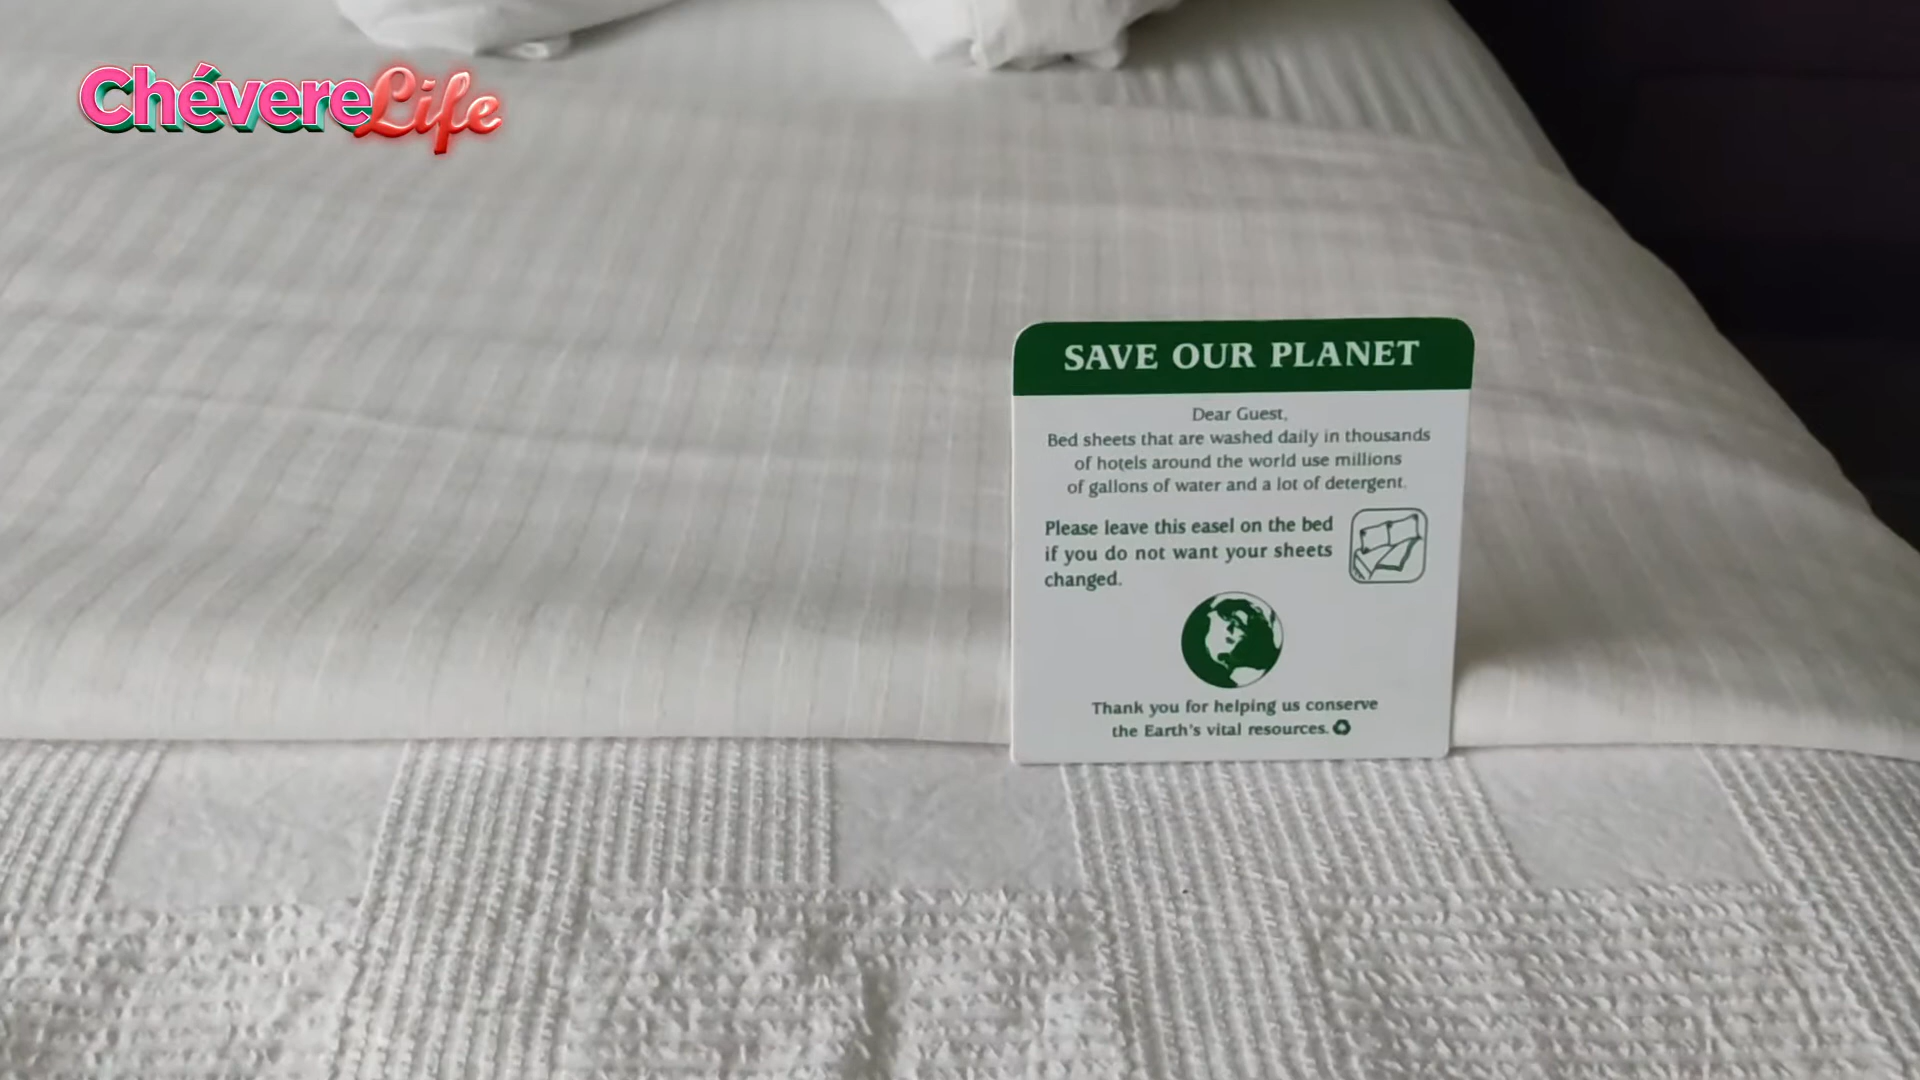 ChévereLife
SAVE OUR PLANET
Dear Guest,
Bed sheets that are washed daily in thousands
of hotels around the world use millions
of gallons of water and a lot of detergent.
Please leave this easel on the bed
if you do not want your sheets
changed.
Thank you for helping us conserve
the Earth's vital resources.